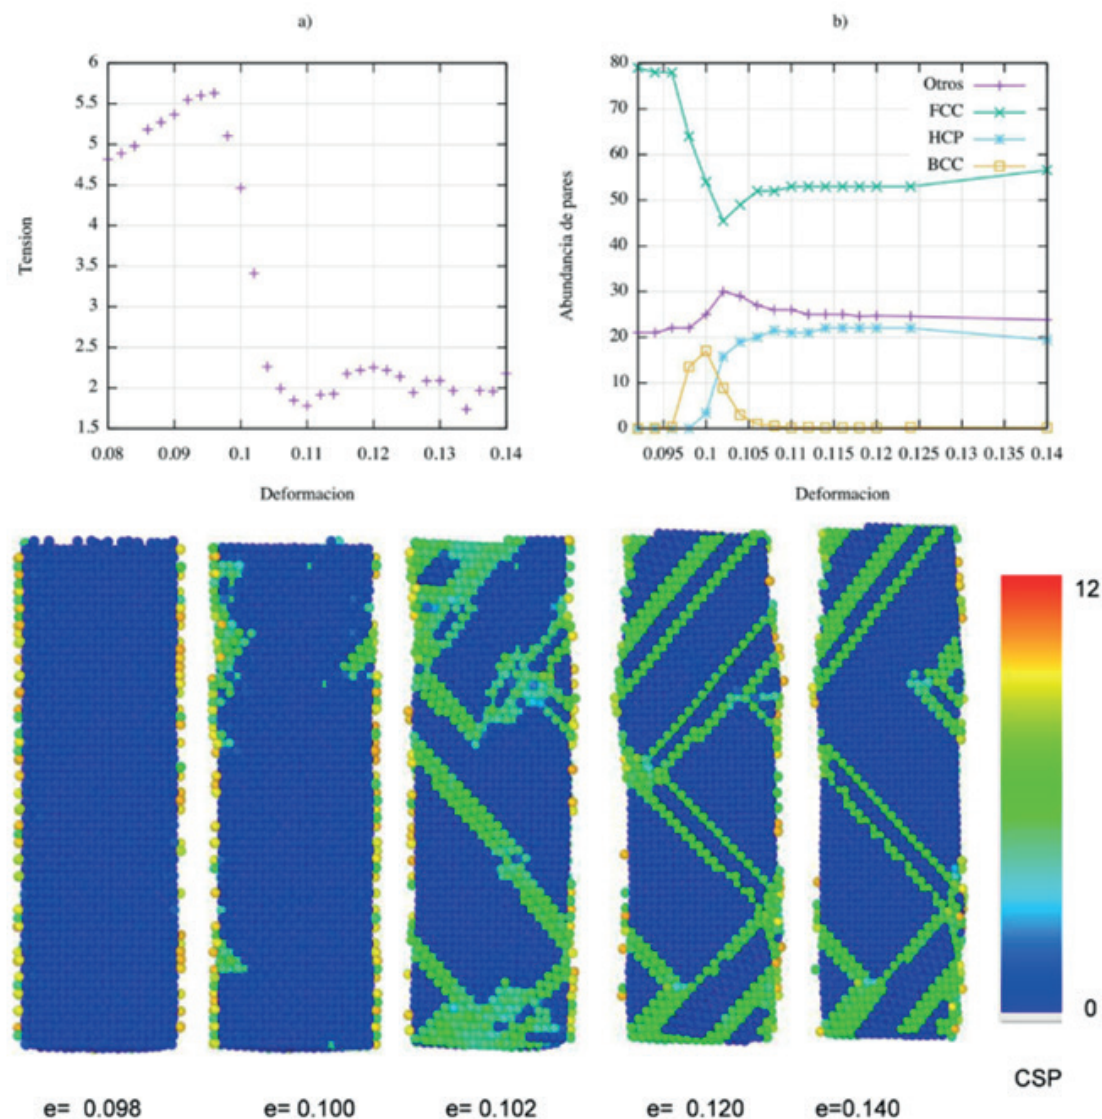 a)
b)
6
5.5
5
4.5
4
3.5
3
2.5
2
1.5
Tension
0.08
0.09
0.1
0.11
0.12
0.13
0.14
Deformacion
80
70
60
50
40
30
20
10
0
Abundancia de pares
Otros
FCC
HCP
BCC
0.095
0.1
0.105
0.11
0.115
0.12
0.125
0.13
0.135
0.14
Deformacion
12
0
CSP
e= 0.098
e= 0.100
e= 0.102
e= 0.120
e=0.140